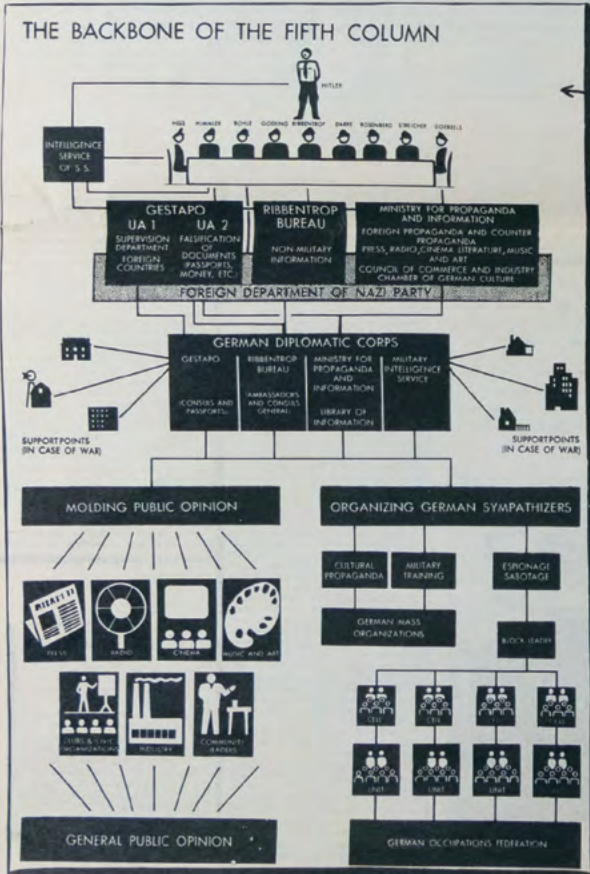 THE BACKBONE OF THE FIFTH COLUMN
HITLER
HESS HIMMLER BOHLE GOERING RIBBENTROP DARRE ROSENBERG STREICHER GOEBBELS
INTELLIGENCE
SERVICE
OF S.S.
GESTAPO
UA 1
SUPERVISION
DEPARTMENT
FOREIGN
COUNTRIES
UA 2
FALSIFICATION
OF
DOCUMENTS
(PASSPORTS,
MONEY, ETC.)
RIBBENTROP
BUREAU
NON-MILITARY
INFORMATION
MINISTRY FOR PROPAGANDA
AND INFORMATION
FOREIGN PROPAGANDA AND COUNTER
PROPAGANDA
PRESS, RADIO, CINEMA LITERATURE, MUSIC
AND ART
COUNCIL OF COMMERCE AND INDUSTRY
CHAMBER OF GERMAN CULTURE
FOREIGN DEPARTMENT OF NAZI PARTY
GERMAN DIPLOMATIC CORPS
GESTAPO
(CONSULS AND
PASSPORTS)
RIBBENTROP
BUREAU
(AMBASSADORS
AND CONSULS
GENERAL)
MINISTRY FOR
PROPAGANDA
AND
INFORMATION
LIBRARY OF
INFORMATION
MILITARY
INTELLIGENCE
SERVICE
SUPPORTPOINTS
(IN CASE OF WAR)
SUPPORTPOINTS
(IN CASE OF WAR)
MOLDING PUBLIC OPINION
PRESS
RADIO
CINEMA
MUSIC AND ART
CLUBS & CIVIC
ORGANIZATIONS
INDUSTRY
COMMUNITY
LEADERS
GENERAL PUBLIC OPINION
ORGANIZING GERMAN SYMPATHIZERS
CULTURAL
PROPAGANDA
MILITARY
TRAINING
ESPIONAGE
SABOTAGE
GERMAN MASS
ORGANIZATIONS
BLOCK-LEADER
CELL
CELL
UNIT
UNIT
UNIT
GERMAN OCCUPATIONS FEDERATION